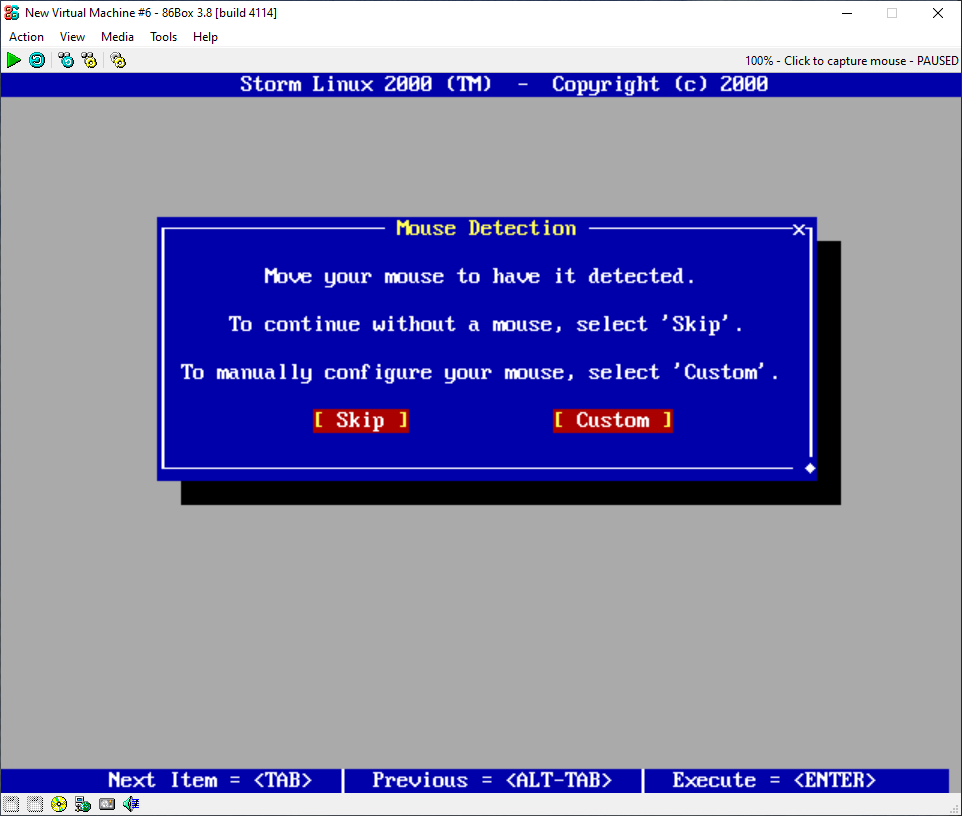 New Virtual Machine #6 - 86Box 3.8 [build 4114]
Action View Media Tools Help
100% - Click to capture mouse - PAUSED
Storm Linux 2000 (TM) - Copyright (c) 2000
Mouse Detection
Move your mouse to have it detected.
To continue without a mouse, select 'Skip'.
To manually configure your mouse, select 'Custom'.
[ Skip ] [ Custom ]
Next Item = <TAB> | Previous = <ALT-TAB> | Execute = <ENTER>